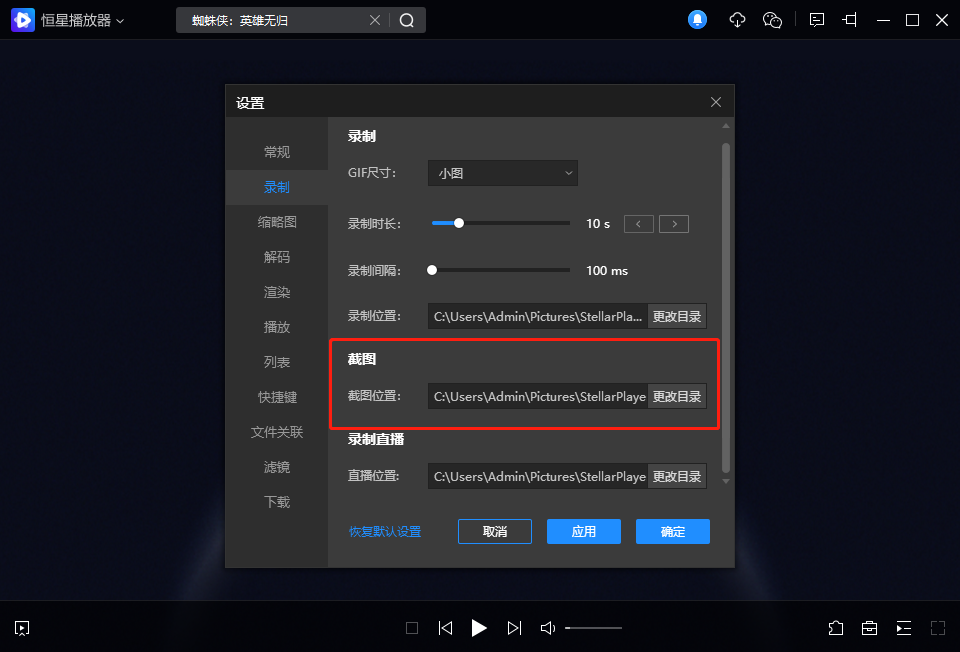 恒星播放器
蜘蛛侠：英雄无归
设置
常规
录制
缩略图
解码
渲染
播放
列表
快捷键
文件关联
滤镜
下载
录制
GIF尺寸：
小图
录制时长：
10 s
录制间隔：
100 ms
录制位置：
C:\Users\Admin\Pictures\StellarPla...
更改目录
截图
截图位置：
C:\Users\Admin\Pictures\StellarPlaye
更改目录
录制直播
直播位置：
C:\Users\Admin\Pictures\StellarPlaye
更改目录
恢复默认设置
取消
应用
确定